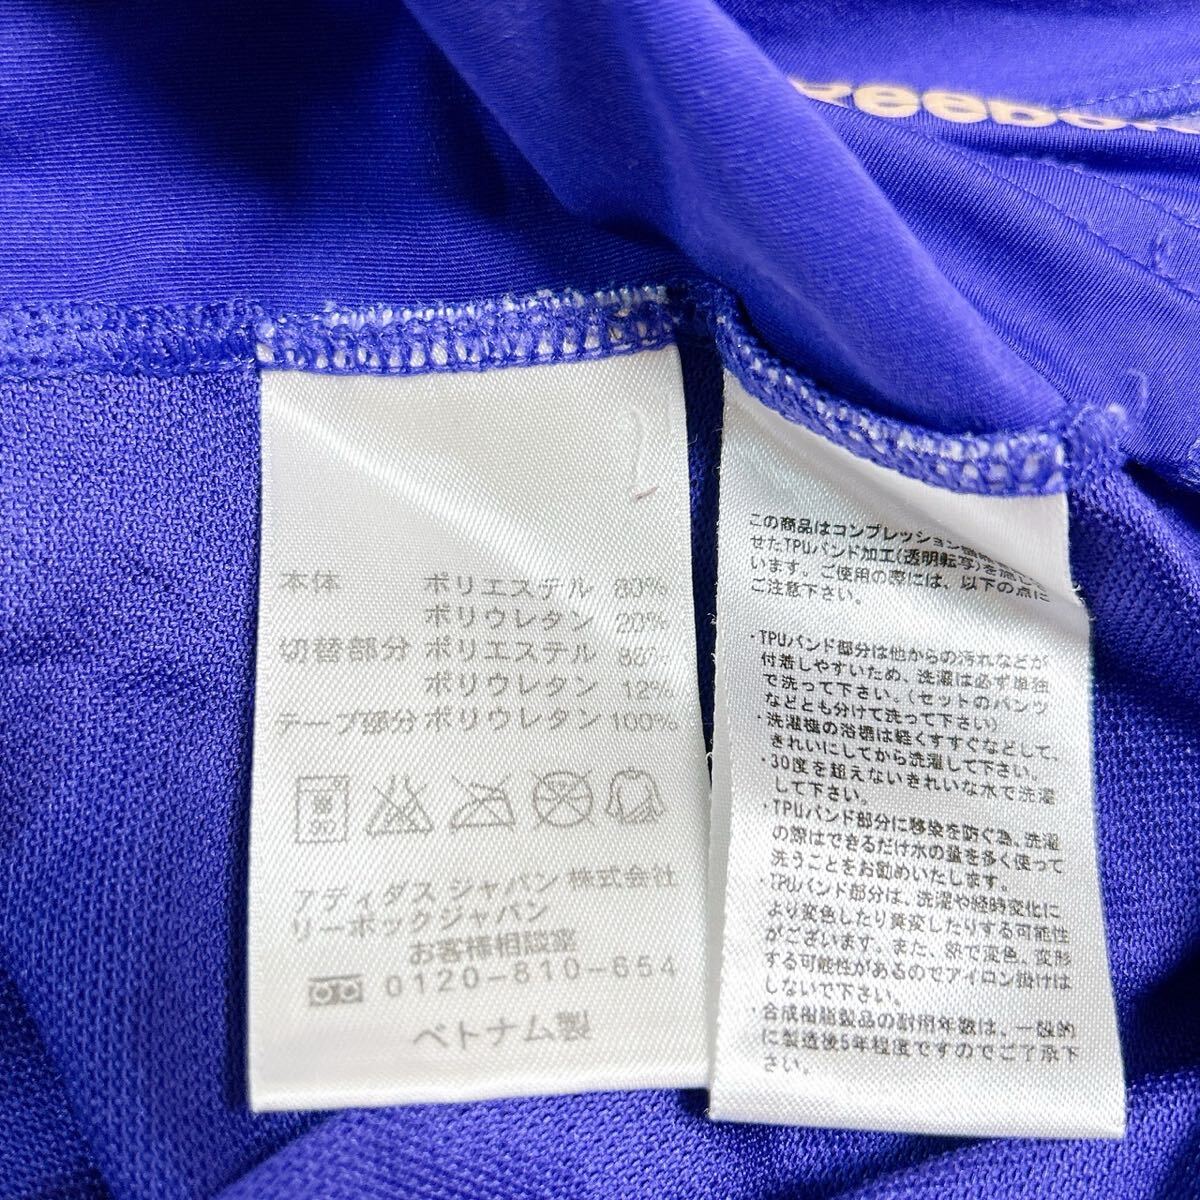 Reebok
本体 ポリエステル 80%
ポリウレタン 20%
切替部分 ポリエステル 88%
ポリウレタン 12%
テープ部分 ポリウレタン 100%
30
アディダス ジャパン 株式会社
リーボックジャパン
お客様相談室
0120-810-654
ベトナム製
この商品はコンプレッション
せたTPUバンド加工(透明転写)を施して
います。ご使用の際には、以下の点に
ご注意下さい。
・TPUバンド部分は他からの汚れなどが
付着しやすいため、洗濯は必ず単独
で洗って下さい。(セットのパンツ
などとも分けて洗って下さい)
・洗濯機の浴槽は軽くすすぐなどして、
きれいにしてから洗濯して下さい。
・30度を超えないきれいな水で洗濯
して下さい。
・TPUバンド部分に移染を防ぐ為、洗濯
の際はできるだけ水の量を多く使って
洗うことをお勧めいたします。
・TPUバンド部分は、洗濯や経時変化に
より変色したり質変したりする可能性
がございます。また、熱で変色、変形
する可能性があるのでアイロン掛けは
しないで下さい。
・合成樹脂製品の耐用年数は、一般的
に製造後5年程度ですのでご了承下
さい。